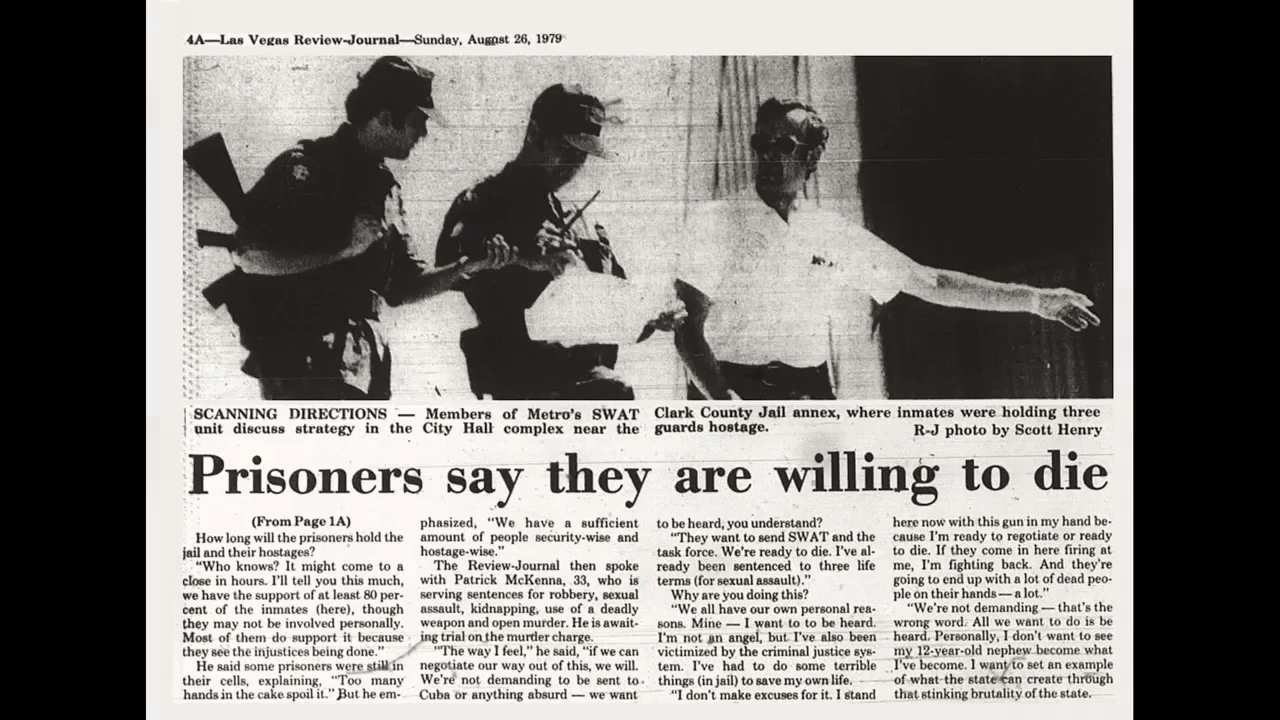 4A—Las Vegas Review-Journal—Sunday, August 26, 1979
SCANNING DIRECTIONS — Members of Metro's SWAT
unit discuss strategy in the City Hall complex near the
Clark County Jail annex, where inmates were holding three
guards hostage.
R-J photo by Scott Henry
Prisoners say they are willing to die
(From Page 1A)
How long will the prisoners hold the
jail and their hostages?
"Who knows? It might come to a
close in hours. I'll tell you this much,
we have the support of at least 80 per-
cent of the inmates (here), though
they may not be involved personally.
Most of them do support it because
they see the injustices being done."
He said some prisoners were still in
their cells, explaining, "Too many
hands in the cake spoil it." But he em-
phasized, "We have a sufficient
amount of people security-wise and
hostage-wise."
The Review-Journal then spoke
with Patrick McKenna, 33, who is
serving sentences for robbery, sexual
assault, kidnapping, use of a deadly
weapon and open murder. He is await-
ing trial on the murder charge.
"The way I feel," he said, "if we can
negotiate our way out of this, we will.
We're not demanding to be sent to
Cuba or anything absurd — we want
to be heard, you understand?
"They want to send SWAT and the
task force. We're ready to die. I've al-
ready been sentenced to three life
terms (for sexual assault)."
Why are you doing this?
"We all have our own personal rea-
sons. Mine — I want to to be heard.
I'm not an angel, but I've also been
victimized by the criminal justice sys-
tem. I've had to do some terrible
things (in jail) to save my own life.
"I don't make excuses for it. I stand
here now with this gun in my hand be-
cause I'm ready to negotiate or ready
to die. If they come in here firing at
me, I'm fighting back. And they're
going to end up with a lot of dead peo-
ple on their hands — a lot."
"We're not demanding — that's the
wrong word. All we want to do is be
heard. Personally, I don't want to see
my 12-year-old nephew become what
I've become. I want to set an example
of what the state can create through
that stinking brutality of the state.